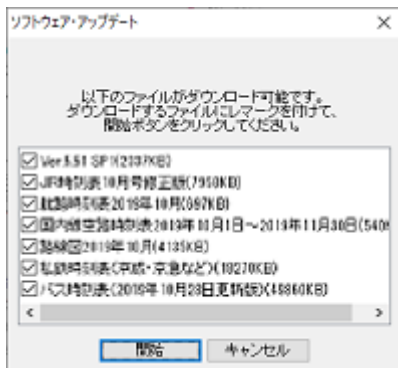 ソフトウェア・アップデート
以下のファイルがダウンロード可能です。
ダウンロードするファイルにレマークを付けて、
開始ボタンをクリックしてください。
Ver.5.51 SP1(2337KB)
JR時刻表10月号修正版(7950KB)
航路時刻表2019年10月(697KB)
国内航空路時刻表2019年10月1日～2019年11月30日(540K
路線図2019年10月(4135KB)
私鉄時刻表(京成・京急など)(19270KB)
バス時刻表(2019年10月23日更新版)(46860KB)
開始 キャンセル